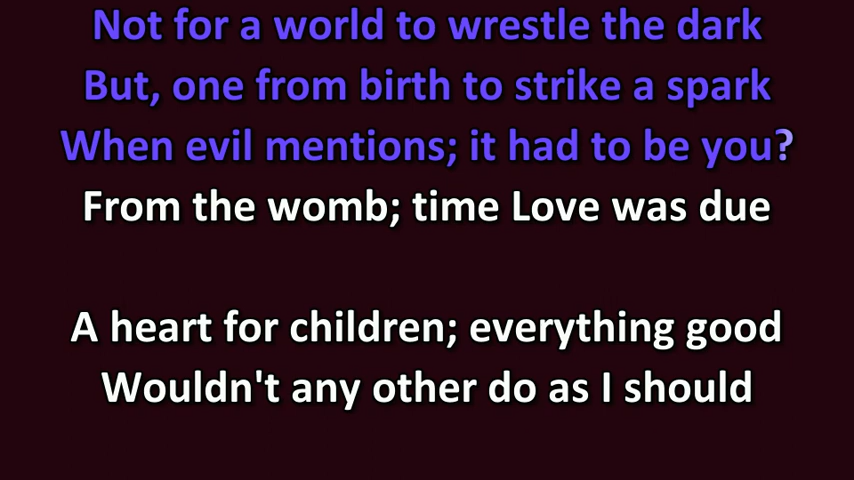 Not for a world to wrestle the dark
But, one from birth to strike a spark
When evil mentions; it had to be you?
From the womb; time Love was due
A heart for children; everything good
Wouldn't any other do as I should